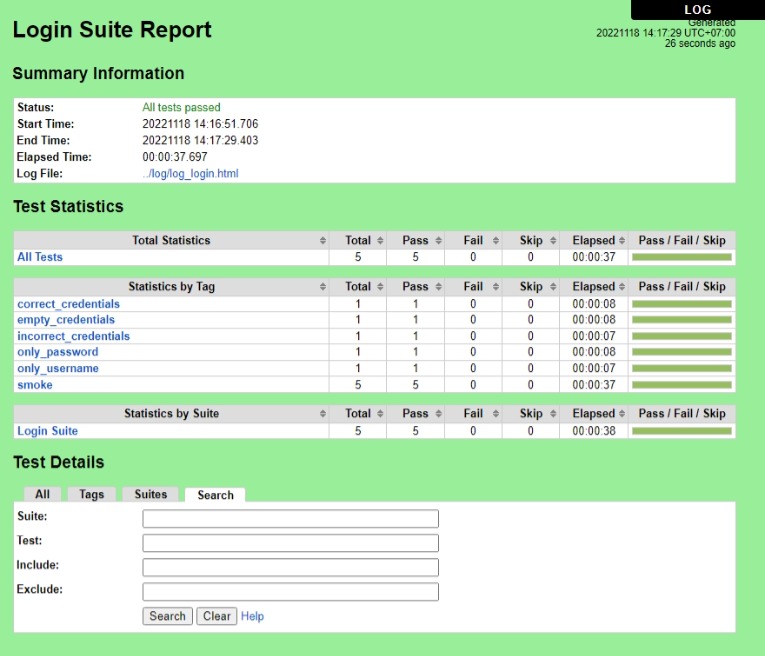 LOG
Login Suite Report
Generated
20221118 14:17:29 UTC+07:00
26 seconds ago
Summary Information
Status: All tests passed
Start Time: 20221118 14:16:51.706
End Time: 20221118 14:17:29.403
Elapsed Time: 00:00:37.697
Log File: ../log/log_login.html
Test Statistics
Total Statistics Total Pass Fail Skip Elapsed Pass / Fail / Skip
All Tests 5 5 0 0 00:00:37
Statistics by Tag Total Pass Fail Skip Elapsed Pass / Fail / Skip
correct_credentials 1 1 0 0 00:00:08
empty_credentials 1 1 0 0 00:00:08
incorrect_credentials 1 1 0 0 00:00:07
only_password 1 1 0 0 00:00:08
only_username 1 1 0 0 00:00:07
smoke 5 5 0 0 00:00:37
Statistics by Suite Total Pass Fail Skip Elapsed Pass / Fail / Skip
Login Suite 5 5 0 0 00:00:38
Test Details
All Tags Suites Search
Suite:
Test:
Include:
Exclude:
Search Clear Help